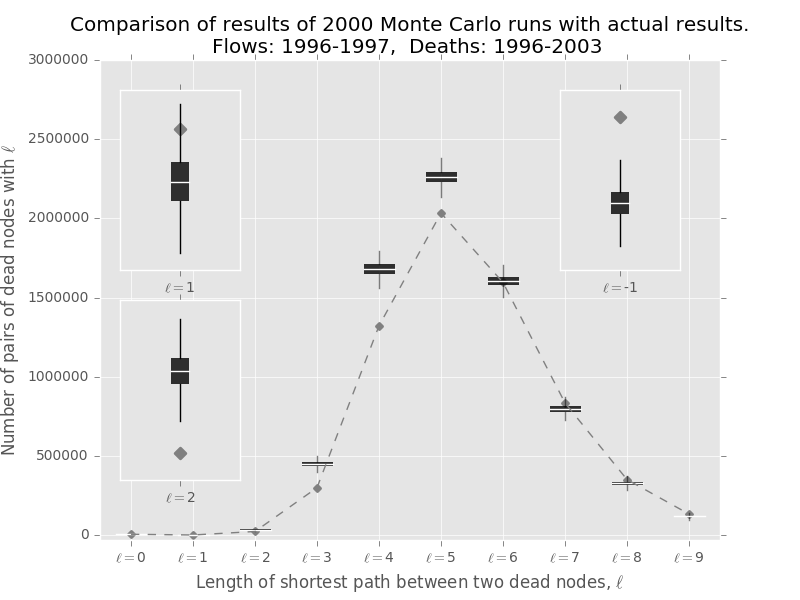 Comparison of results of 2000 Monte Carlo runs with actual results.
Flows: 1996-1997,  Deaths: 1996-2003
3000000
2500000
2000000
1500000
1000000
500000
0
Number of pairs of dead nodes with ℓ
ℓ=1
ℓ=-1
ℓ=2
ℓ=0 ℓ=1 ℓ=2 ℓ=3 ℓ=4 ℓ=5 ℓ=6 ℓ=7 ℓ=8 ℓ=9
Length of shortest path between two dead nodes, ℓ